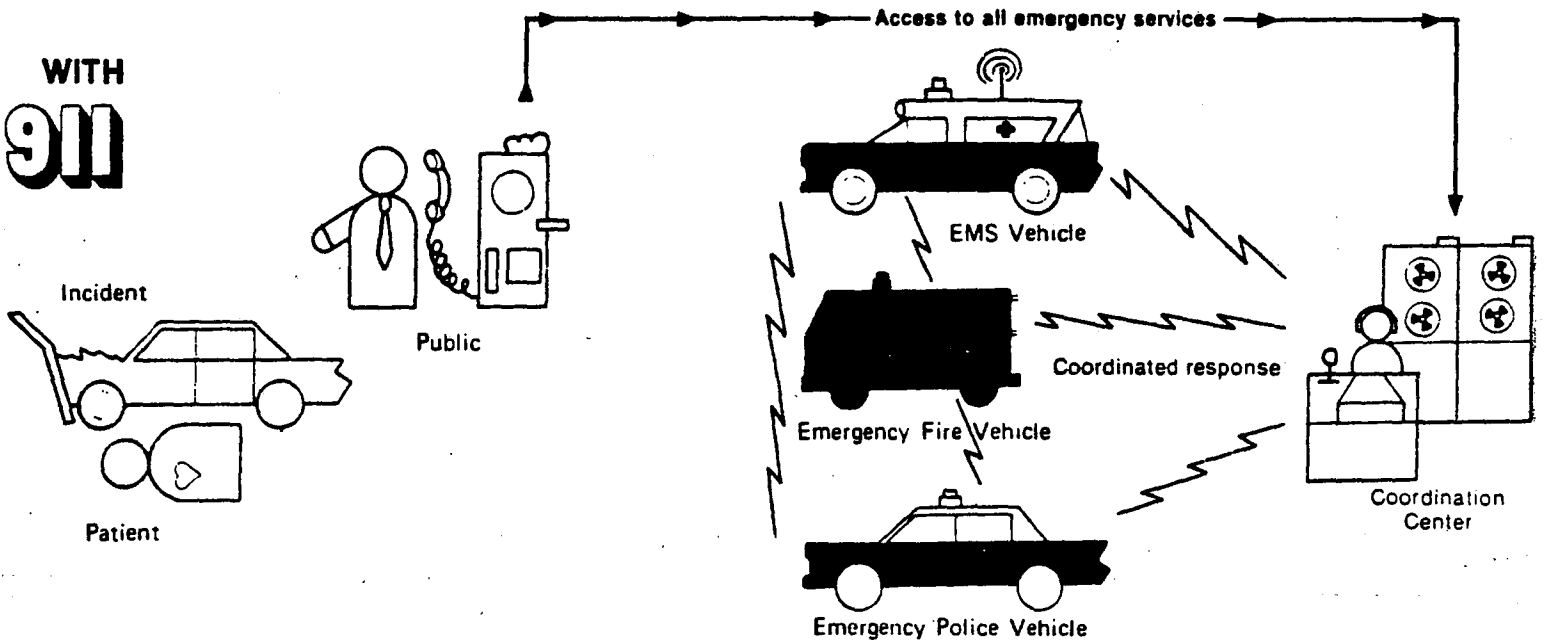 Access to all emergency services
WITH
911
EMS Vehicle
Incident
Public
Coordinated response
Emergency Fire Vehicle
Patient
Coordination
Center
Emergency Police Vehicle